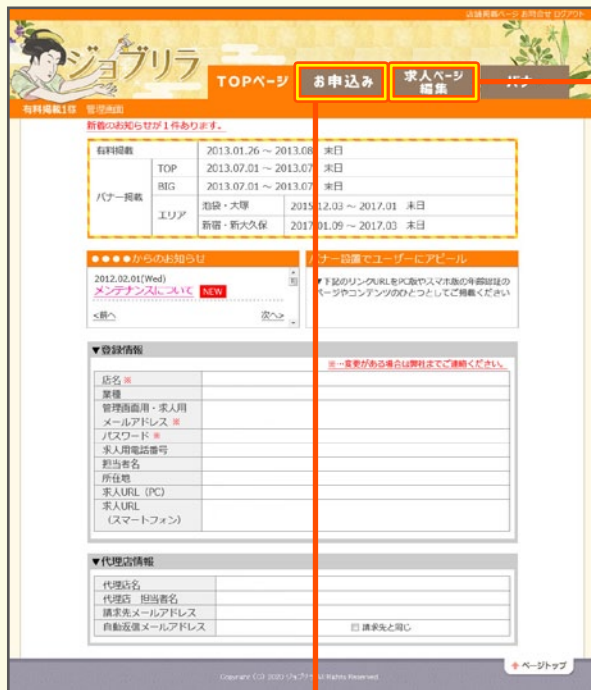 店舗掲載ページ お問合せ ログアウト
ジョブリラ
TOPページ
お申込み
求人ページ
編集
バナー
有料掲載1様 管理画面
新着のお知らせが1件あります。
有料掲載 2013.01.26 ～ 2013.08 末日
バナー掲載
TOP 2013.07.01 ～ 2013.07 末日
BIG 2013.07.01 ～ 2013.07 末日
エリア
池袋・大塚 2015.12.03 ～ 2017.01 末日
新宿・新大久保 2017.01.09 ～ 2017.03 末日
●●●●からのお知らせ
2012.02.01(Wed)
メンテナンスについて NEW
<前へ 次へ>
バナー設置でユーザーにアピール
▼下記のリンクURLをPC版やスマホ版の年齢認証の
ページやコンテンツのひとつとしてご掲載ください
▼登録情報
※…変更がある場合は弊社までご連絡ください。
店名 ※
業種
管理画面用・求人用
メールアドレス ※
パスワード ※
求人用電話番号
担当者名
所在地
求人URL（PC）
求人URL
（スマートフォン）
▼代理店情報
代理店名
代理店 担当者名
請求先メールアドレス
自動返信メールアドレス 請求先と同じ
ページトップ
All Rights Reserved.